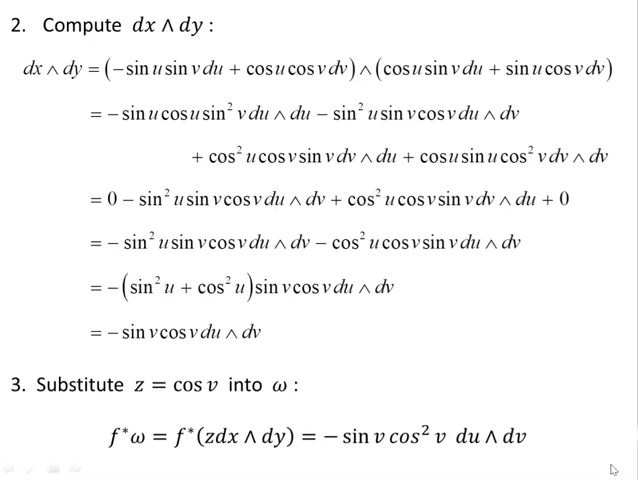 2. Compute dx ∧ dy :
dx ∧ dy = (−sin u sin v du + cos u cos v dv) ∧ (cos u sin v du + sin u cos v dv)
= −sin u cos u sin² v du ∧ du − sin² u sin v cos v du ∧ dv
+ cos² u cos v sin v dv ∧ du + cos u sin u cos² v dv ∧ dv
= 0 − sin² u sin v cos v du ∧ dv + cos² u cos v sin v dv ∧ du + 0
= −sin² u sin v cos v du ∧ dv − cos² u cos v sin v du ∧ dv
= −(sin² u + cos² u) sin v cos v du ∧ dv
= −sin v cos v du ∧ dv
3. Substitute z = cos v into ω :
f*ω = f*(zdx ∧ dy) = − sin v cos² v du ∧ dv